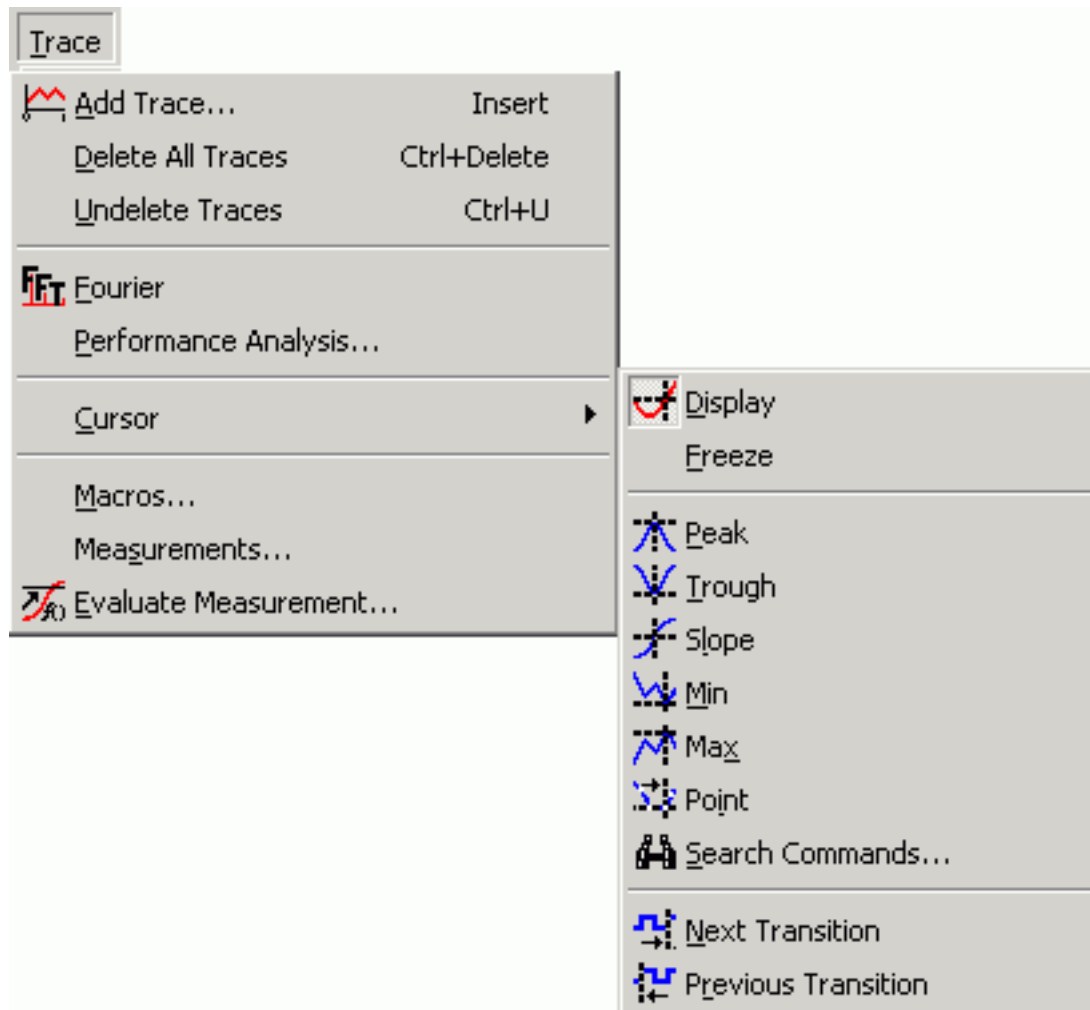 Trace
Add Trace... Insert
Delete All Traces Ctrl+Delete
Undelete Traces Ctrl+U
FFT Fourier
Performance Analysis...
Cursor
Macros...
Measurements...
f() Evaluate Measurement...
Display
Freeze
Peak
Trough
Slope
Min
Max
Point
Search Commands...
Next Transition
Previous Transition